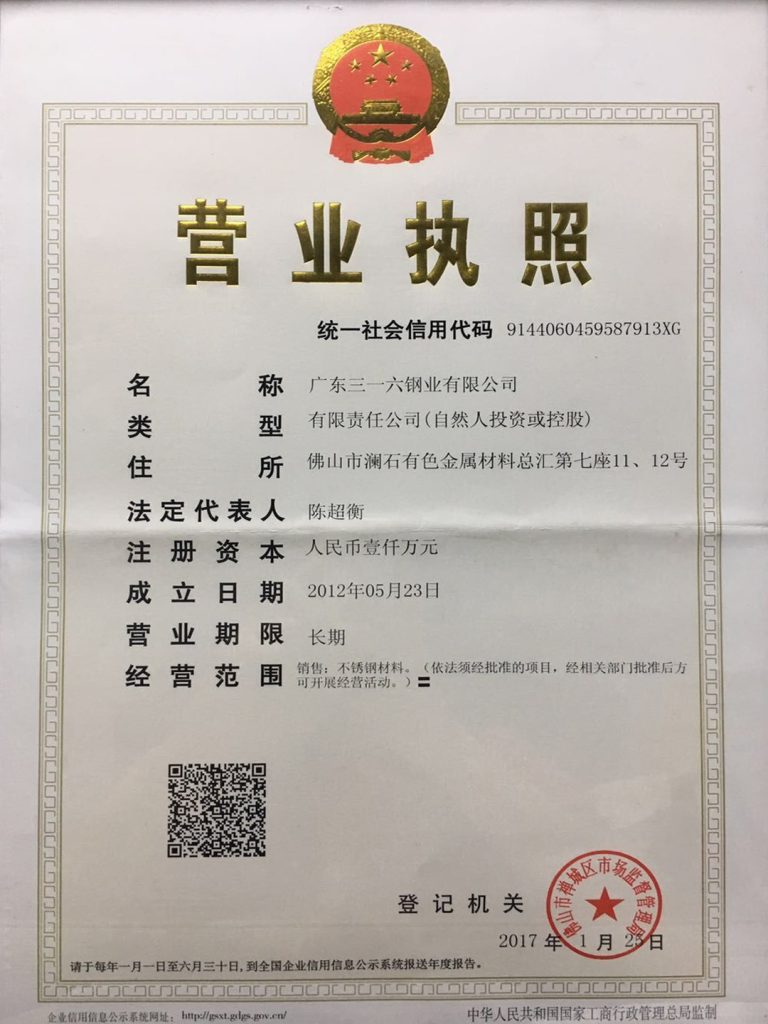 营业执照
统一社会信用代码 9144060459587913XG
名称 广东三一六钢业有限公司
类型 有限责任公司(自然人投资或控股)
住所 佛山市澜石有色金属材料总汇第七座11、12号
法定代表人 陈超衡
注册资本 人民币壹仟万元
成立日期 2012年05月23日
营业期限 长期
经营范围 销售：不锈钢材料。（依法须经批准的项目，经相关部门批准后方
可开展经营活动。）〓
佛山市禅城区市场监督管理局
登记机关
2017年1月25日
请于每年一月一日至六月三十日,到全国企业信用信息公示系统报送年度报告。
企业信用信息公示系统网址：http://gsxt.gdgs.gov.cn/
中华人民共和国国家工商行政管理总局监制